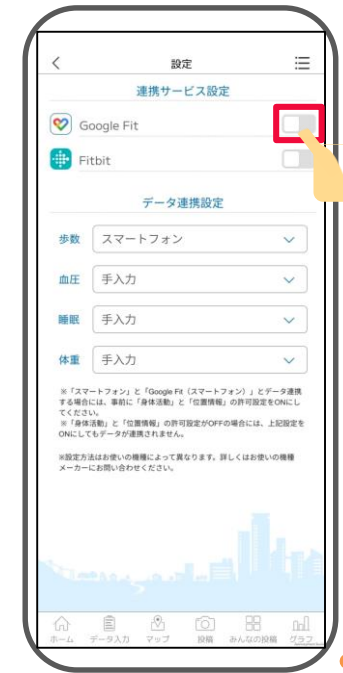 設定
連携サービス設定
Google Fit
Fitbit
データ連携設定
歩数 スマートフォン
血圧 手入力
睡眠 手入力
体重 手入力
※「スマートフォン」と「Google Fit（スマートフォン）」とデータ連携
する場合には、事前に「身体活動」と「位置情報」の許可設定をONにし
てください。
※「身体活動」と「位置情報」の許可設定がOFFの場合には、上記設定を
ONにしてもデータが連携されません。
※設定方法はお使いの機種によって異なります。詳しくはお使いの機種
メーカーにお問い合わせください。
ホーム データ入力 マップ 投稿 みんなの投稿 グラフ